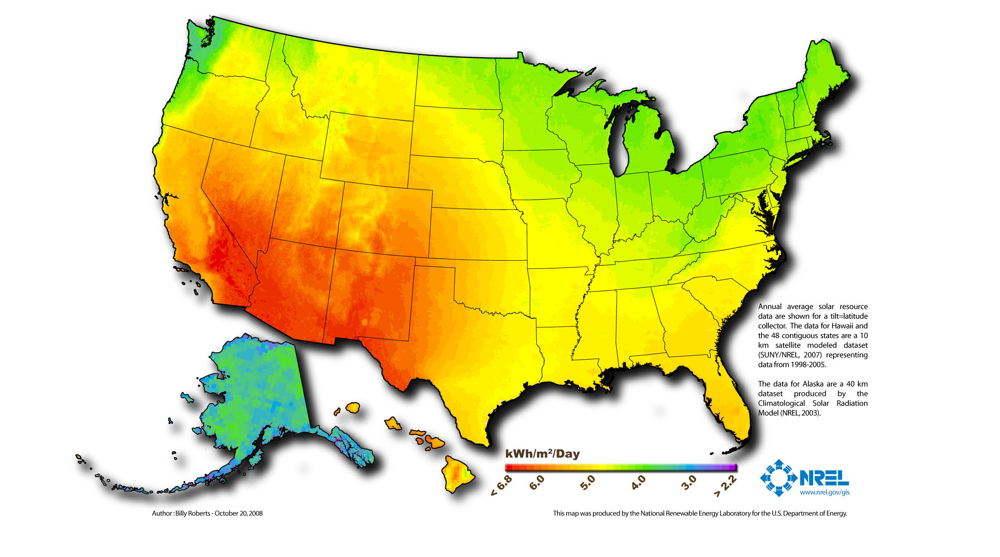 Annual average solar resource
data are shown for a tilt=latitude
collector. The data for Hawaii and
the 48 contiguous states are a 10
km satellite modeled dataset
(SUNY/NREL, 2007) representing
data from 1998-2005.
The data for Alaska are a 40 km
dataset produced by the
Climatological Solar Radiation
Model (NREL, 2003).
kWh/m²/Day
< 6.8 6.0 5.0 4.0 3.0 > 2.2
NREL
www.nrel.gov/gis
Author : Billy Roberts - October 20, 2008
This map was produced by the National Renewable Energy Laboratory for the U.S. Department of Energy.